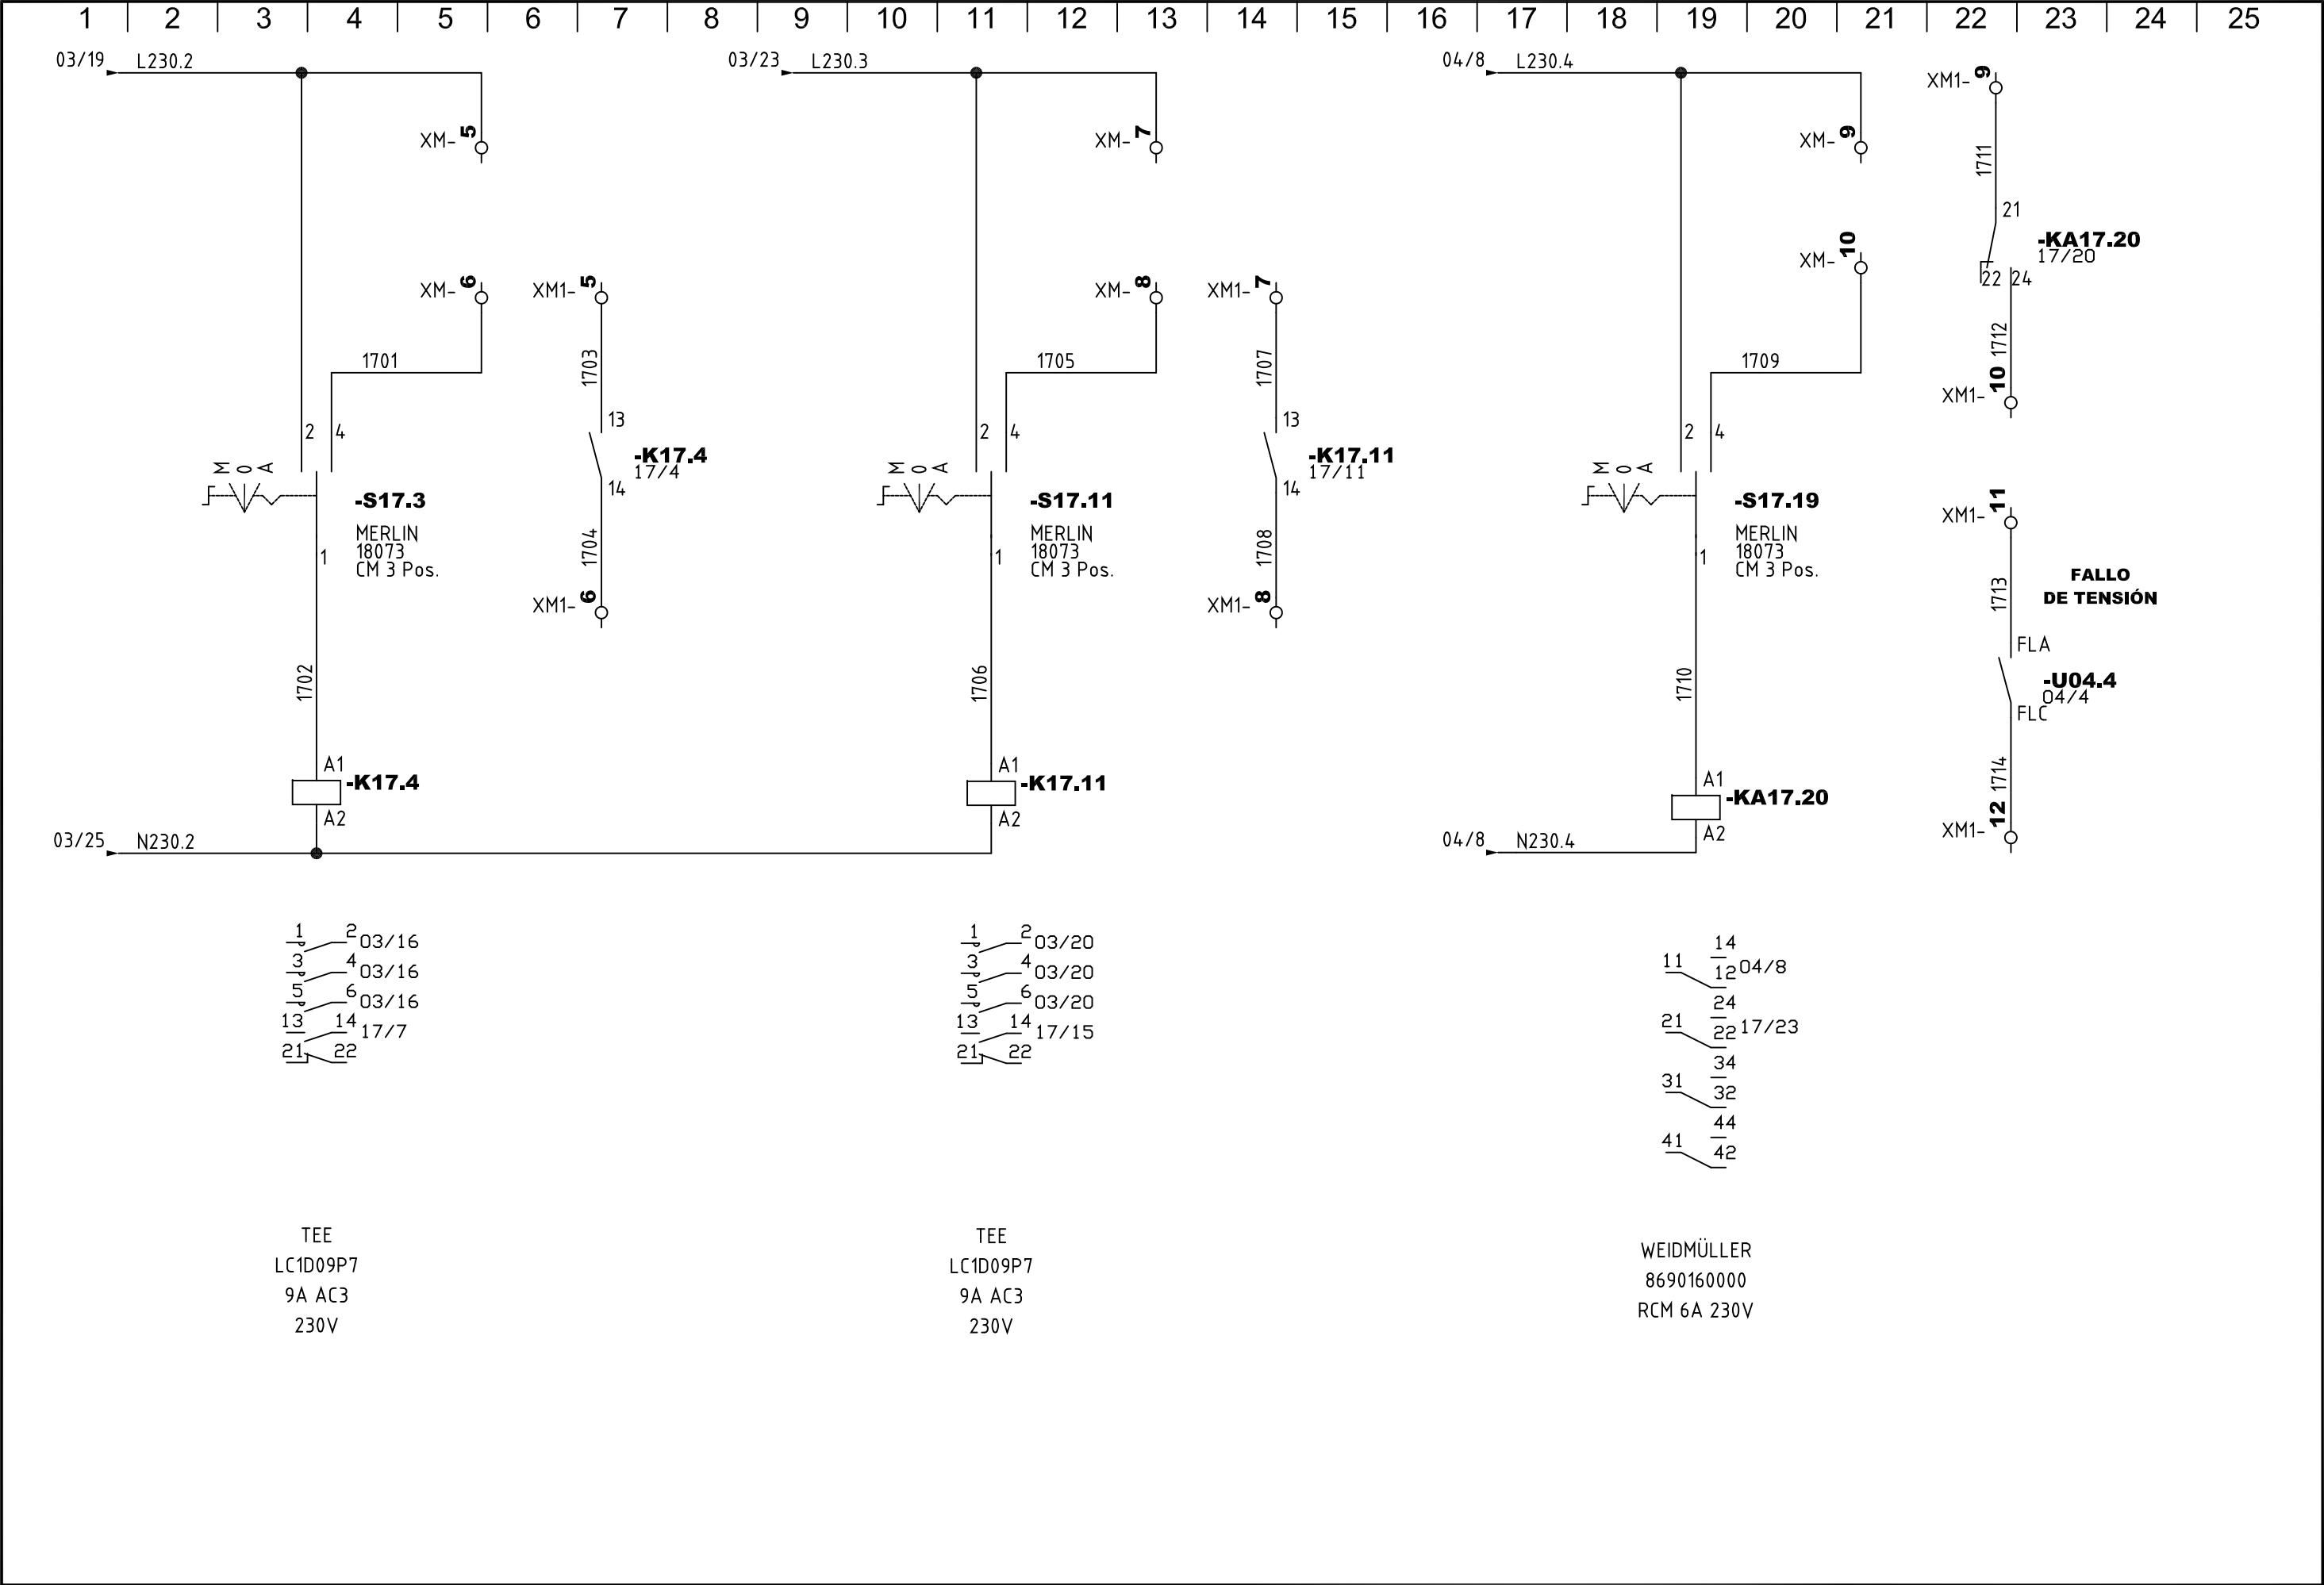 1 2 3 4 5 6 7 8 9 10 11 12 13 14 15 16 17 18 19 20 21 22 23 24 25
03/19 L230.2
03/23 L230.3
04/8 L230.4
XM1- 9
XM- 5
XM- 7
XM- 9
1711
21
-KA17.20
17/20
22 24
XM- 10
XM- 6
XM1- 5
XM- 8
XM1- 7
1712
1701
1703
1705
1707
1709
XM1- 10
2 4
13
-K17.4
17/4
14
2 4
13
-K17.11
17/11
14
2 4
M 0 A
-S17.3
MERLIN
18073
CM 3 Pos.
1
1704
XM1- 6
M 0 A
-S17.11
MERLIN
18073
CM 3 Pos.
1
1708
XM1- 8
M 0 A
-S17.19
MERLIN
18073
CM 3 Pos.
1
XM1- 11
1713
FALLO
DE TENSIÓN
FLA
-U04.4
04/4
FLC
1714
XM1- 12
1702
1706
1710
A1
-K17.4
A2
A1
-K17.11
A2
A1
-KA17.20
A2
03/25 N230.2
04/8 N230.4
1 2 03/16
3 4 03/16
5 6 03/16
13 14 17/7
21 22
1 2 03/20
3 4 03/20
5 6 03/20
13 14 17/15
21 22
14
11 12 04/8
24
21 22 17/23
34
31 32
44
41 42
TEE
LC1D09P7
9A AC3
230V
TEE
LC1D09P7
9A AC3
230V
WEIDMÜLLER
8690160000
RCM 6A 230V